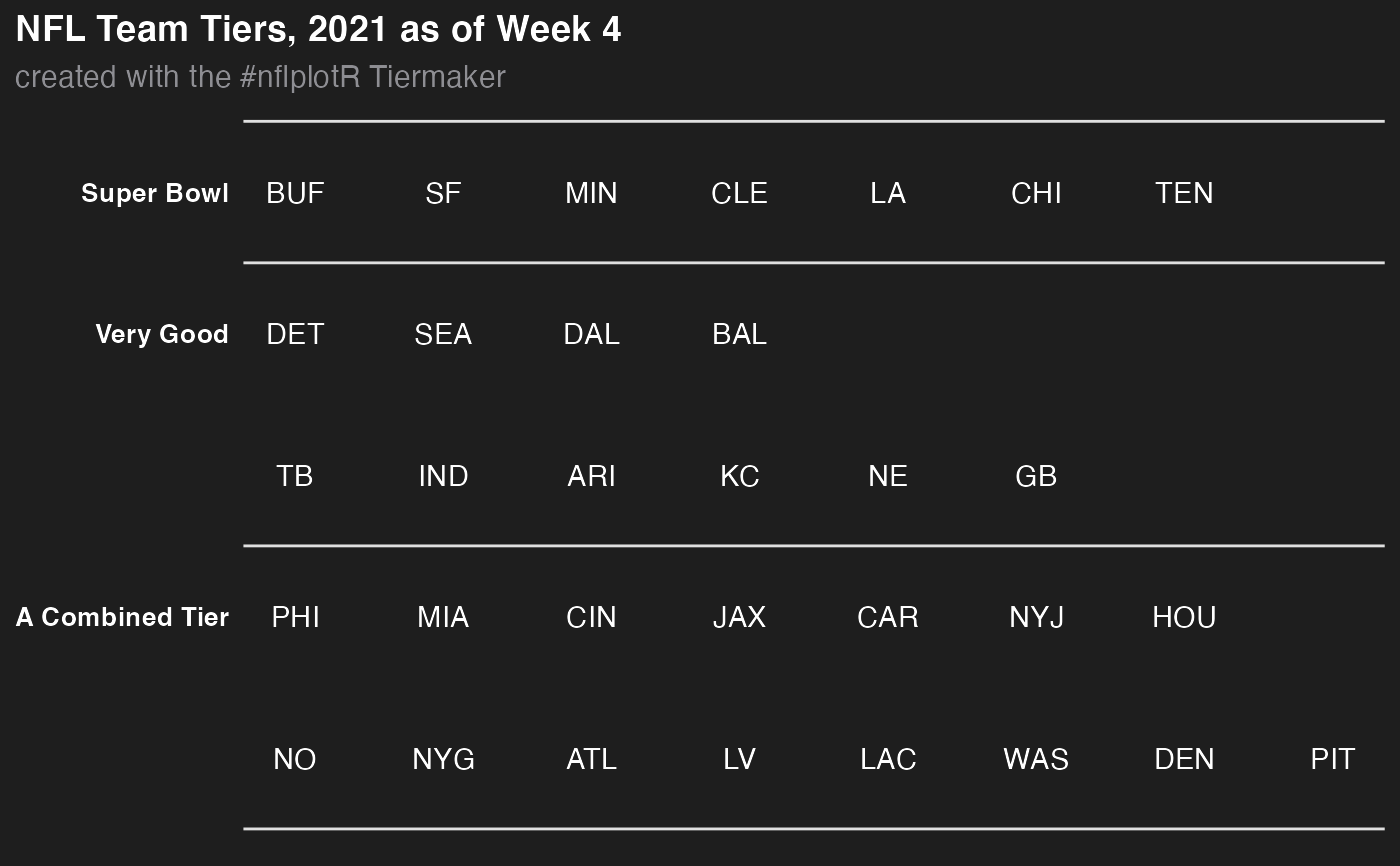 NFL Team Tiers, 2021 as of Week 4
created with the #nflplotR Tiermaker
Super Bowl BUF SF MIN CLE LA CHI TEN
Very Good DET SEA DAL BAL
TB IND ARI KC NE GB
A Combined Tier PHI MIA CIN JAX CAR NYJ HOU
NO NYG ATL LV LAC WAS DEN PIT